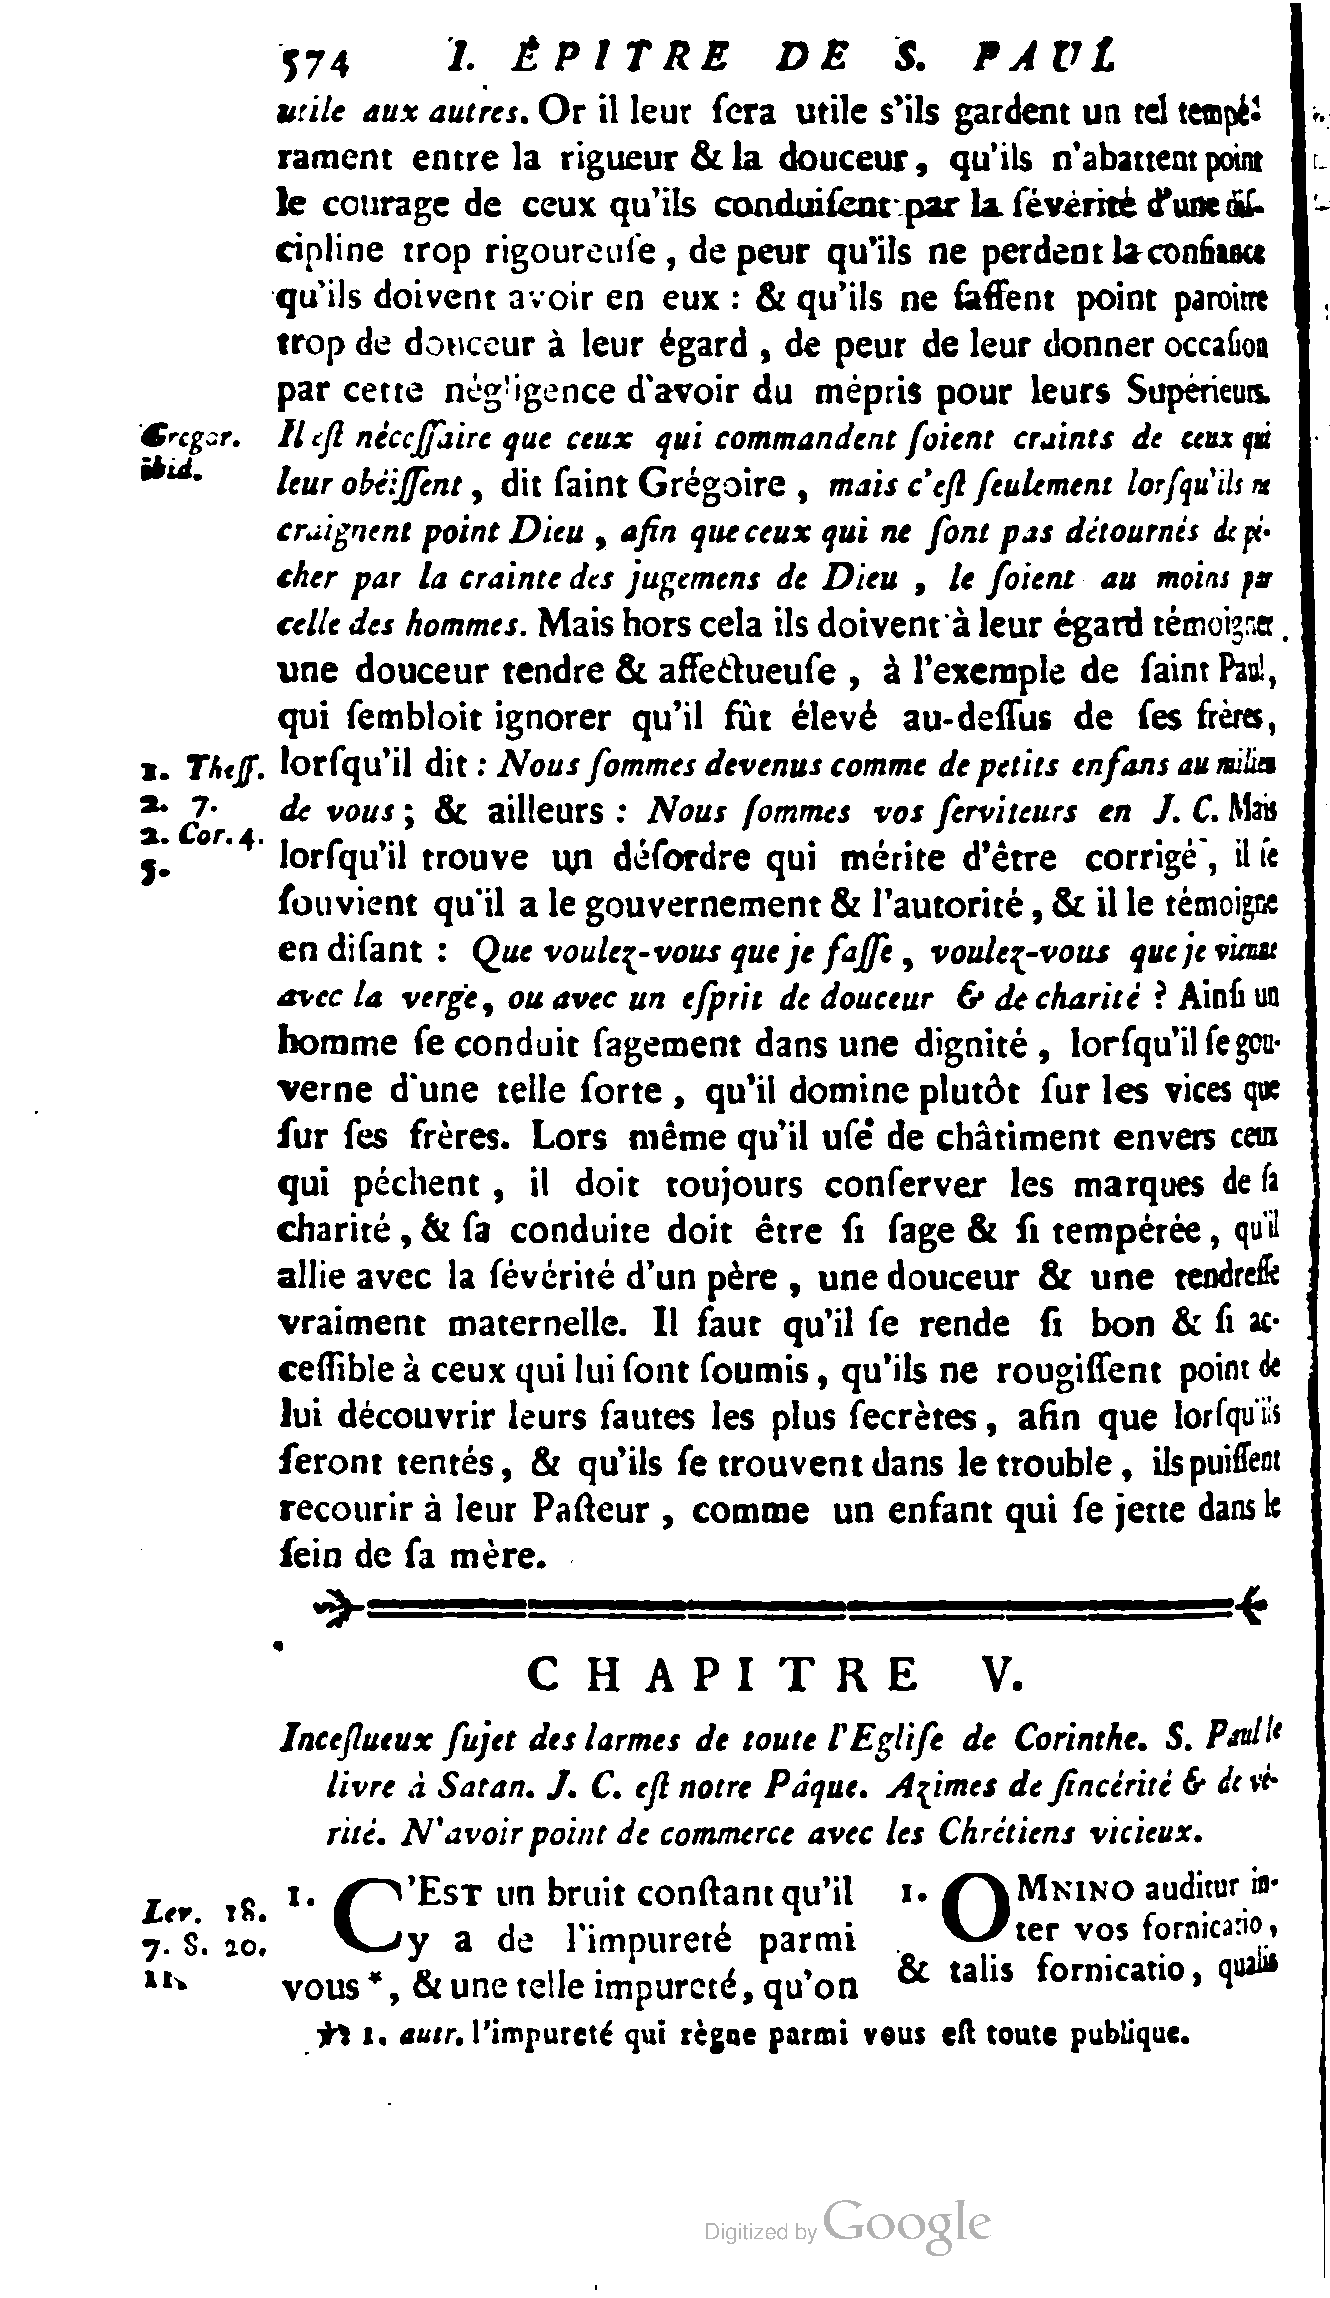 574 I. ÉPITRE DE S. PAUL
utile aux autres. Or il leur ſera utile s'ils gardent un tel tempé-
rament entre la rigueur & la douceur, qu'ils n'abattent point
le courage de ceux qu'ils conduiſent par la ſévérité d'une diſ-
cipline trop rigoureuſe, de peur qu'ils ne perdent la confiance
qu'ils doivent avoir en eux : & qu'ils ne faſſent point paroitre
trop de douceur à leur égard, de peur de leur donner occaſion
par cette négligence d'avoir du mépris pour leurs Supérieurs.
Gregor. Il eſt néceſſaire que ceux qui commandent ſoient craints de ceux qui
ibid. leur obéiſſent, dit ſaint Grégoire, mais c'eſt ſeulement lorſqu'ils ne
craignent point Dieu, afin que ceux qui ne ſont pas détournés de pé-
cher par la crainte des jugemens de Dieu, le ſoient au moins par
celle des hommes. Mais hors cela ils doivent à leur égard témoigner
une douceur tendre & affectueuſe, à l'exemple de ſaint Paul,
qui ſembloit ignorer qu'il fût élevé au-deſſus de ſes frères,
1. Theſſ. lorſqu'il dit : Nous ſommes devenus comme de petits enfans au milieu
2. 7. de vous ; & ailleurs : Nous ſommes vos ſerviteurs en J. C. Mais
2. Cor. 4. lorſqu'il trouve un déſordre qui mérite d'être corrigé, il ſe
5. ſouvient qu'il a le gouvernement & l'autorité, & il le témoigne
en diſant : Que voulez-vous que je faſſe, voulez-vous que je vienne
avec la verge, ou avec un eſprit de douceur & de charité ? Ainſi un
homme ſe conduit ſagement dans une dignité, lorſqu'il ſe gou-
verne d'une telle ſorte, qu'il domine plutôt ſur les vices que
ſur ſes frères. Lors même qu'il uſe de châtiment envers ceux
qui péchent, il doit toujours conſerver les marques de ſa
charité, & ſa conduite doit être ſi ſage & ſi tempérée, qu'il
allie avec la ſévérité d'un père, une douceur & une tendreſſe
vraiment maternelle. Il faut qu'il ſe rende ſi bon & ſi ac-
ceſſible à ceux qui lui ſont ſoumis, qu'ils ne rougiſſent point de
lui découvrir leurs fautes les plus ſecrètes, afin que lorſqu'ils
ſeront tentés, & qu'ils ſe trouvent dans le trouble, ils puiſſent
recourir à leur Paſteur, comme un enfant qui ſe jette dans le
ſein de ſa mère.
CHAPITRE V.
Inceſtueux ſujet des larmes de toute l'Egliſe de Corinthe. S. Paul le
livre à Satan. J. C. eſt notre Pâque. Azimes de ſincérité & de vé-
rité. N'avoir point de commerce avec les Chrétiens vicieux.
Lev. 18.
7. 8. 20.
11.
1. C'EST un bruit conſtant qu'il
y a de l'impureté parmi
vous *, & une telle impureté, qu'on
1. OMNINO auditur in-
ter vos fornicatio,
& talis fornicatio, qualis
℣ 1. autr. l'impureté qui règne parmi vous eſt toute publique.
Digitized by Google